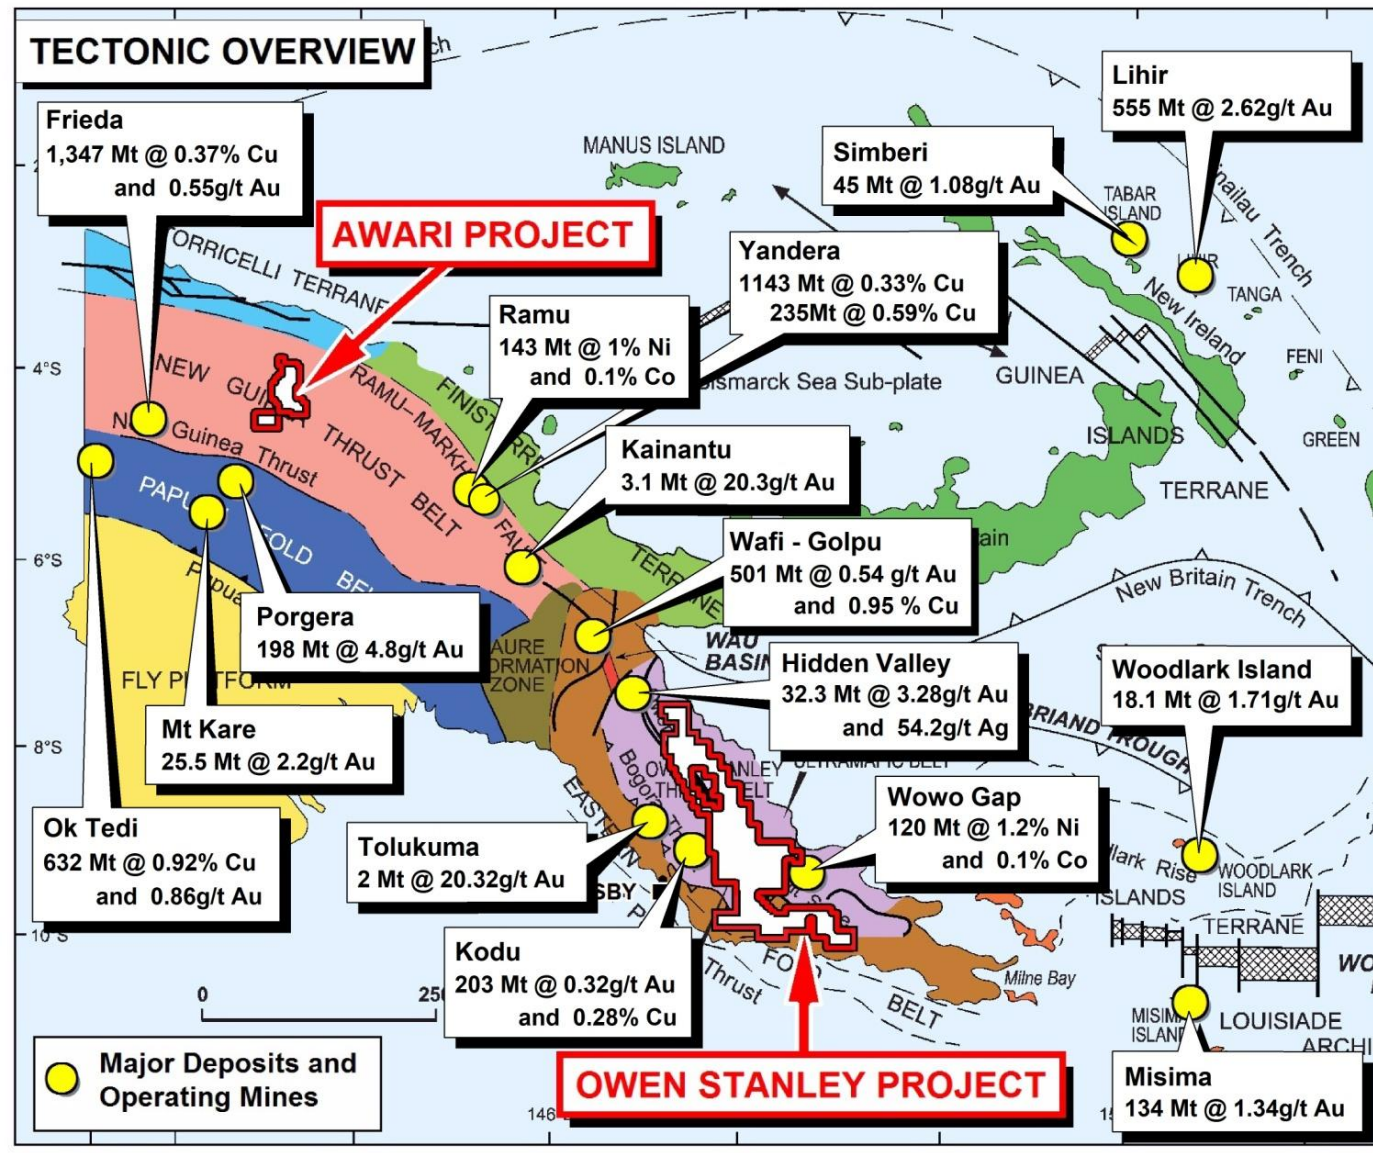 TECTONIC OVERVIEW
Frieda
1,347 Mt @ 0.37% Cu
and 0.55g/t Au
Lihir
555 Mt @ 2.62g/t Au
MANUS ISLAND
Simberi
45 Mt @ 1.08g/t Au
TABAR
ISLAND
Trench
AWARI PROJECT
TERRANE
Yandera
1143 Mt @ 0.33% Cu
235Mt @ 0.59% Cu
TANGA
New Ireland
Ramu
143 Mt @ 1% Ni
and 0.1% Co
4°S
NEW
THRUST BELT
Guinea Thrust
Sea Sub-plate
GUINEA
ISLANDS
TERRANE
FENI
GREEN
Kainantu
3.1 Mt @ 20.3g/t Au
6°S
Wafi - Golpu
501 Mt @ 0.54 g/t Au
and 0.95 % Cu
New Britain Trench
Porgera
198 Mt @ 4.8g/t Au
ZONE
WAU
Hidden Valley
32.3 Mt @ 3.28g/t Au
and 54.2g/t Ag
Woodlark Island
18.1 Mt @ 1.71g/t Au
FLY
Mt Kare
25.5 Mt @ 2.2g/t Au
8°S
TROUGH
Ok Tedi
632 Mt @ 0.92% Cu
and 0.86g/t Au
Tolukuma
2 Mt @ 20.32g/t Au
Wowo Gap
120 Mt @ 1.2% Ni
and 0.1% Co
Rise
WOODLARK
ISLAND
ISLANDS
TERRANE
10°S
Kodu
203 Mt @ 0.32g/t Au
and 0.28% Cu
Thrust
BELT
Milne Bay
0
LOUISIADE
Major Deposits and
Operating Mines
OWEN STANLEY PROJECT
Misima
134 Mt @ 1.34g/t Au